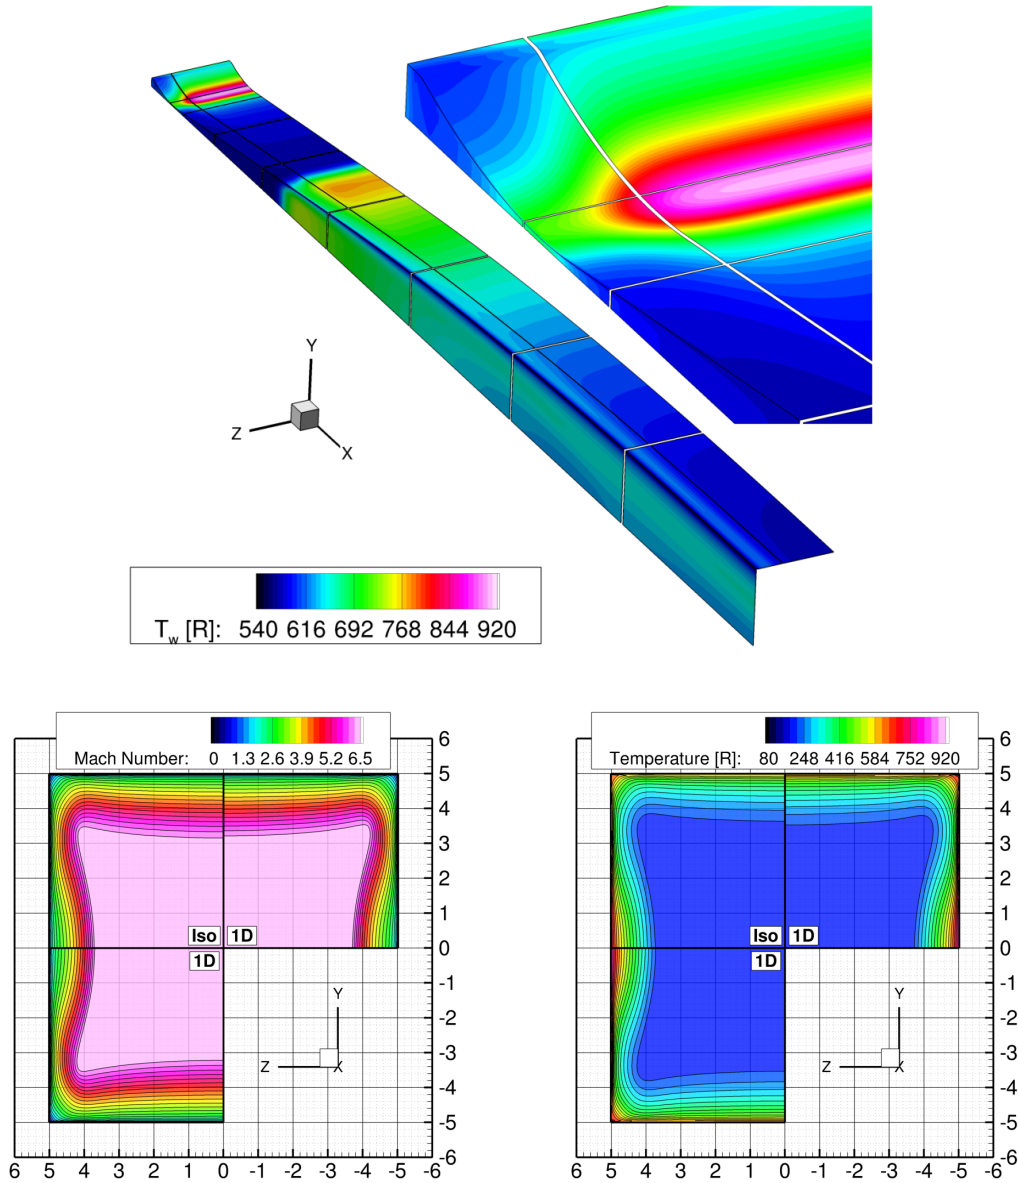 Y
Z
X
T_w [R]: 540 616 692 768 844 920
Mach Number: 0 1.3 2.6 3.9 5.2 6.5
6
5
4
3
2
1
0
-1
-2
-3
-4
-5
-6
Iso 1D
1D
Y
Z
X
6 5 4 3 2 1 0 -1 -2 -3 -4 -5 -6
Temperature [R]: 80 248 416 584 752 920
6
5
4
3
2
1
0
-1
-2
-3
-4
-5
-6
Iso 1D
1D
Y
Z
X
6 5 4 3 2 1 0 -1 -2 -3 -4 -5 -6